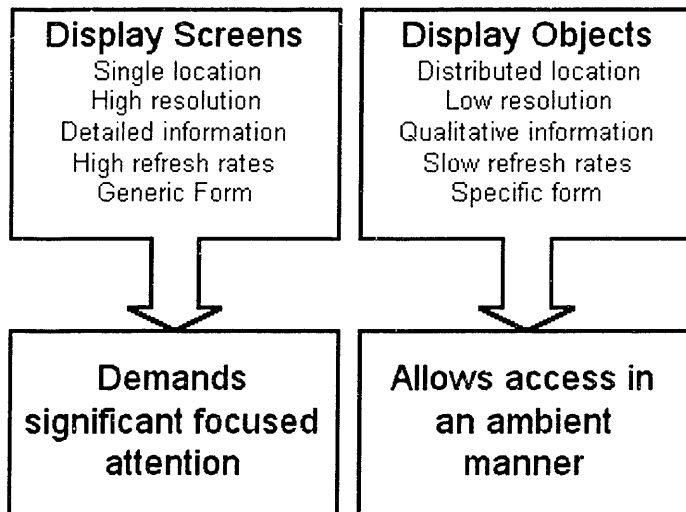 Display Screens
Single location
High resolution
Detailed information
High refresh rates
Generic Form
Display Objects
Distributed location
Low resolution
Qualitative information
Slow refresh rates
Specific form
Demands
significant focused
attention
Allows access in
an ambient
manner